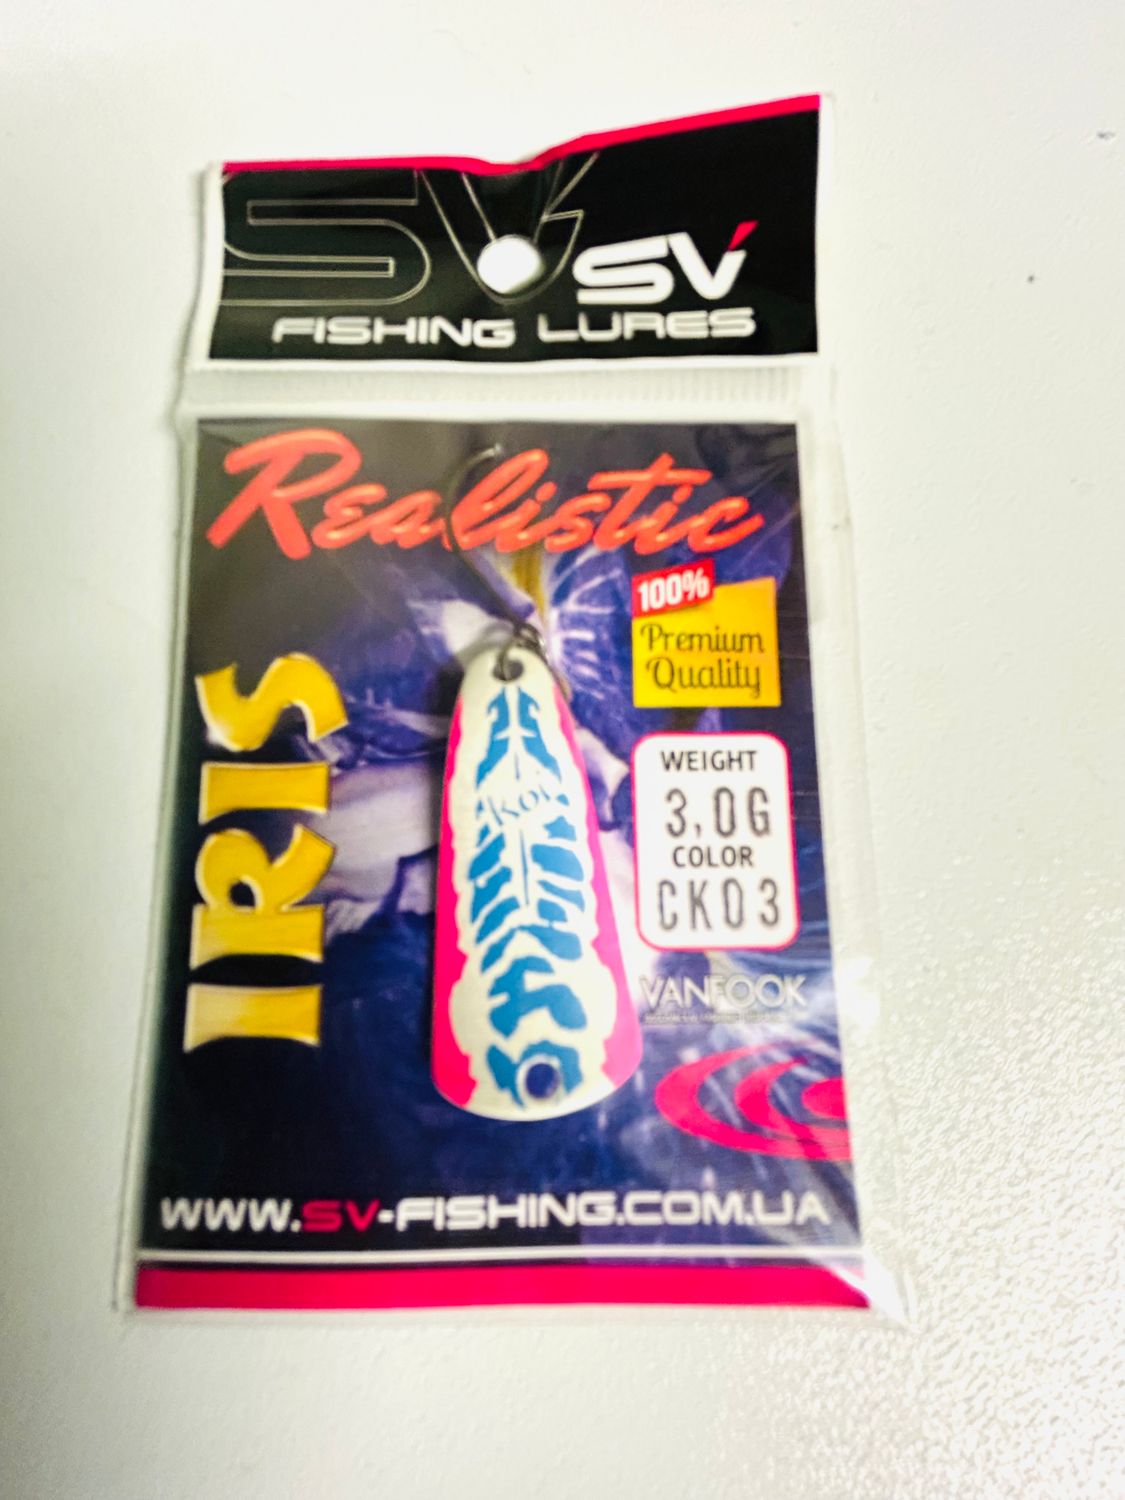 SV
SV
FISHING LURES
Realistic
100%
Premium
Quality
IRIS
WEIGHT
3,0G
COLOR
CK03
VANFOOK
WWW.SV-FISHING.COM.UA